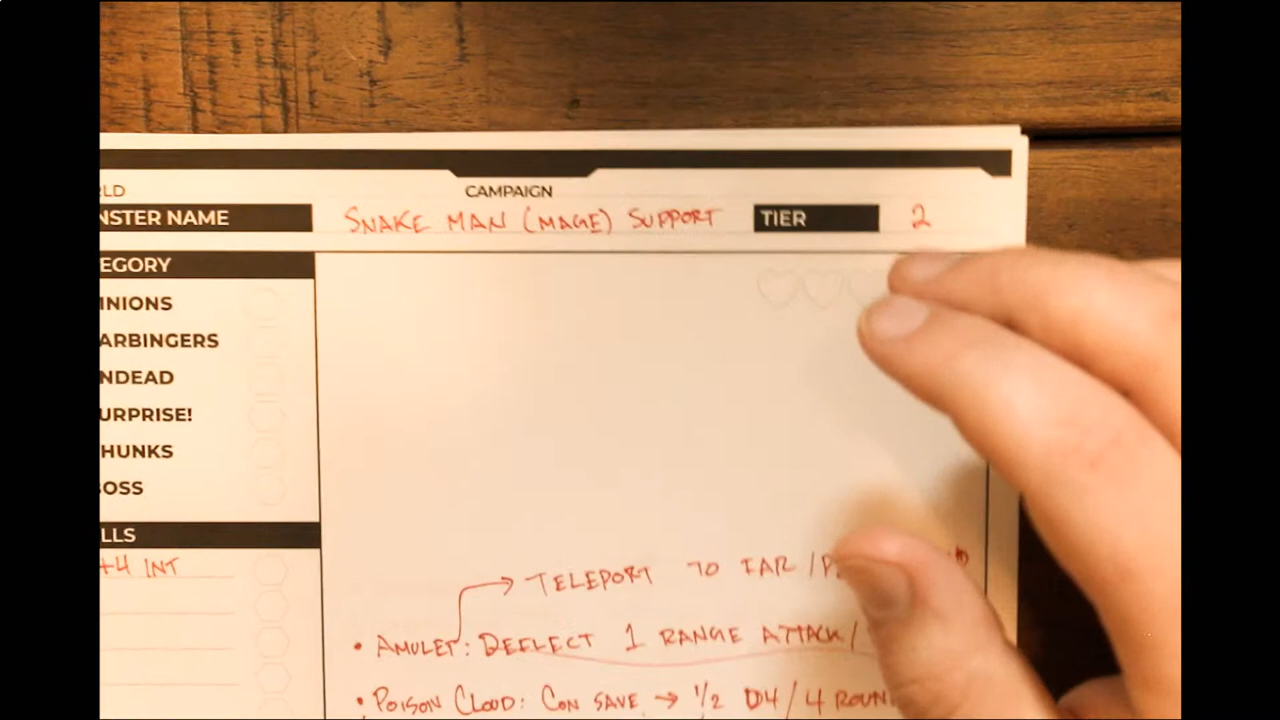 RLD CAMPAIGN
NSTER NAME SNAKE MAN (MAGE) SUPPORT TIER 2
EGORY
INIONS
ARBINGERS
NDEAD
URPRISE!
HUNKS
OSS
LLS
+4 INT
TELEPORT TO FAR /
• AMULET: DEFLECT 1 RANGE ATTACK/
• POISON CLOUD: CON SAVE → 1/2 D4/4 ROUN